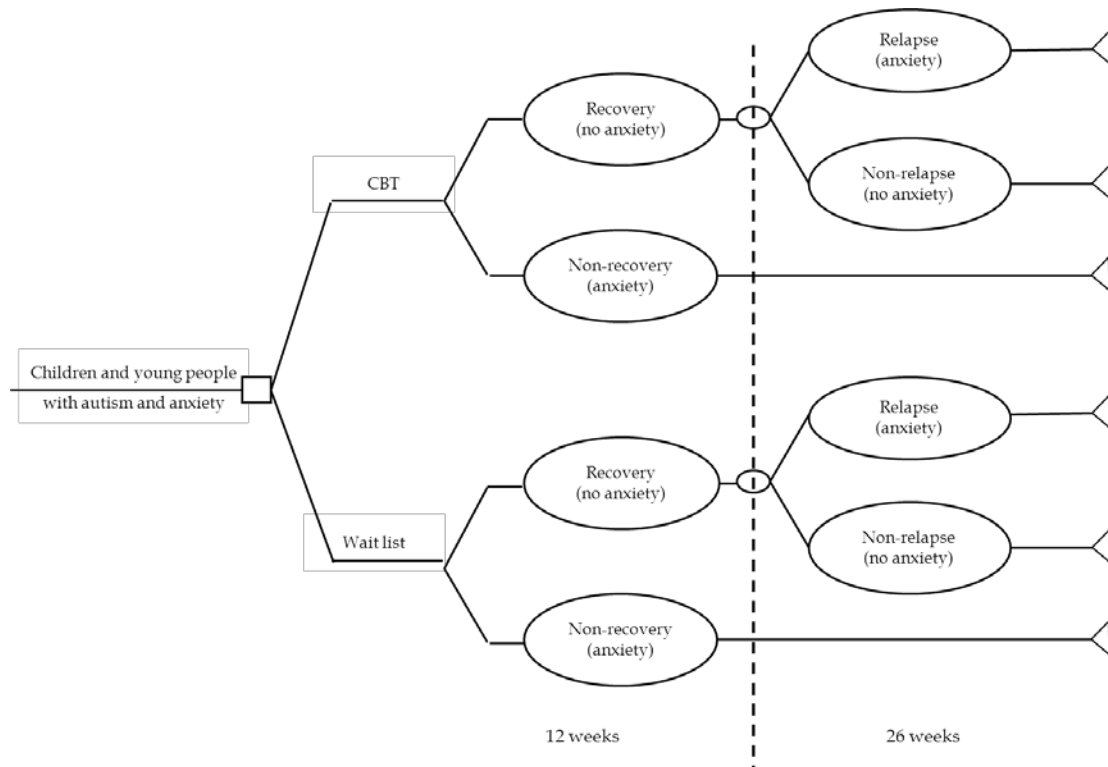 Relapse
(anxiety)
Recovery
(no anxiety)
Non-relapse
(no anxiety)
CBT
Non-recovery
(anxiety)
Children and young people
with autism and anxiety
Relapse
(anxiety)
Recovery
(no anxiety)
Non-relapse
(no anxiety)
Wait list
Non-recovery
(anxiety)
12 weeks
26 weeks